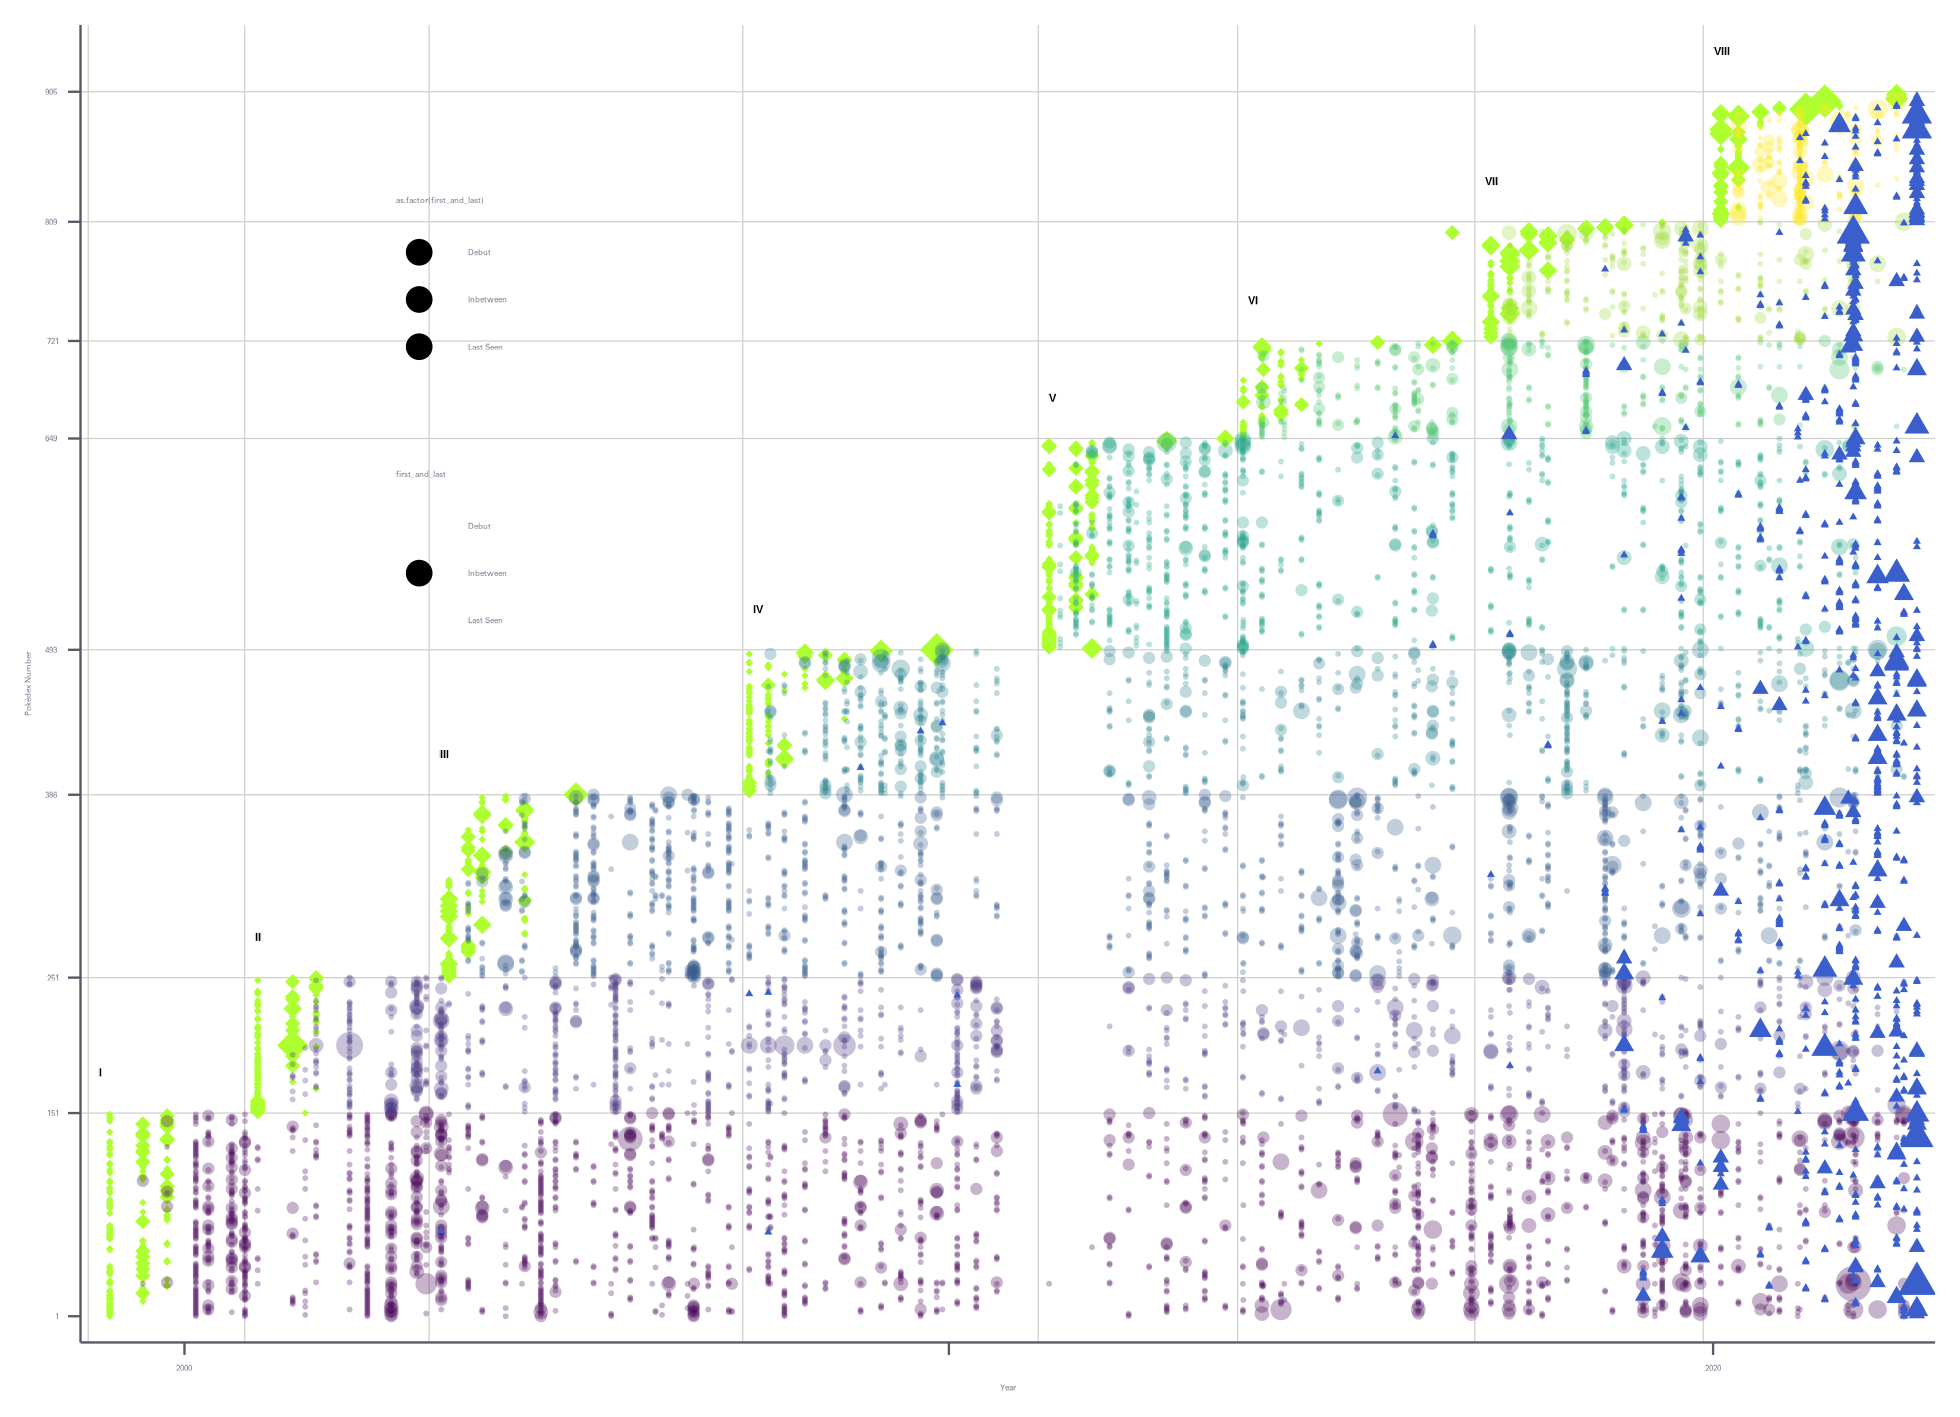 VIII
905
VII
as.factor(first_and_last)
809
Debut
Inbetween
VI
721
Last Seen
V
649
first_and_last
Debut
Inbetween
IV
Last Seen
493
Pokédex Number
III
386
II
251
I
151
1
2000
2020
Year